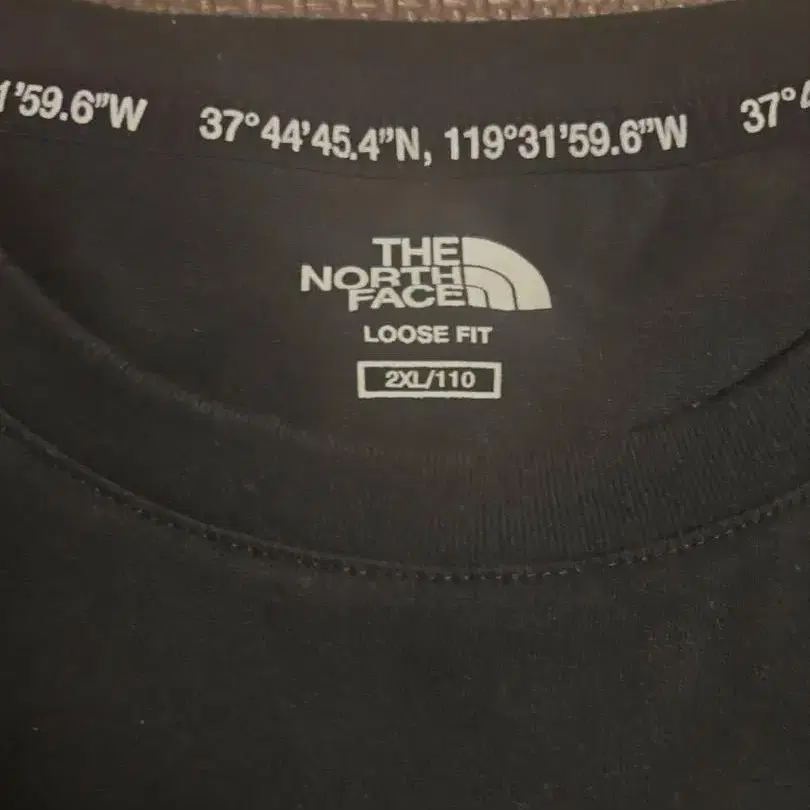 1'59.6"W 37°44'45.4"N, 119°31'59.6"W 37°4
THE
NORTH
FACE
LOOSE FIT
2XL/110